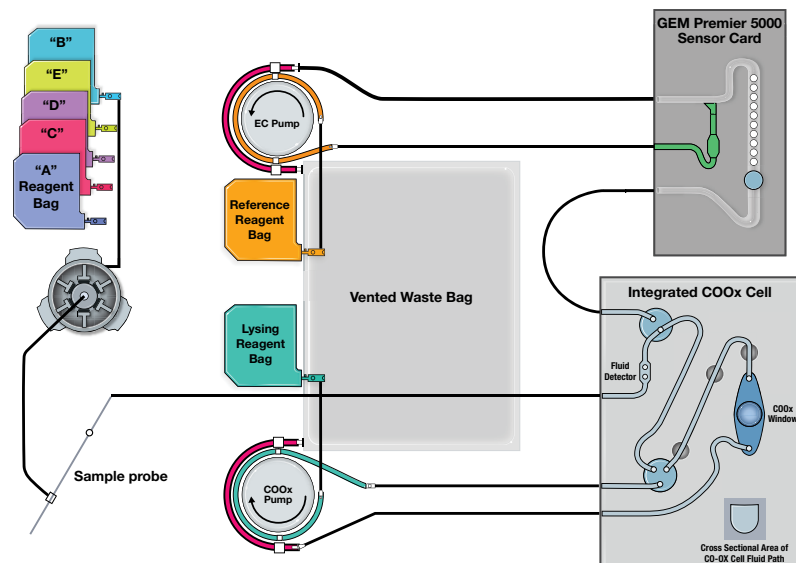 “B”
“E”
“D”
“C”
“A”
Reagent
Bag
EC Pump
Reference
Reagent
Bag
Vented Waste Bag
Lysing
Reagent
Bag
COOx
Pump
Sample probe
GEM Premier 5000
Sensor Card
Integrated COOx Cell
Fluid
Detector
COOx
Window
Cross Sectional Area of
CO-OX Cell Fluid Path